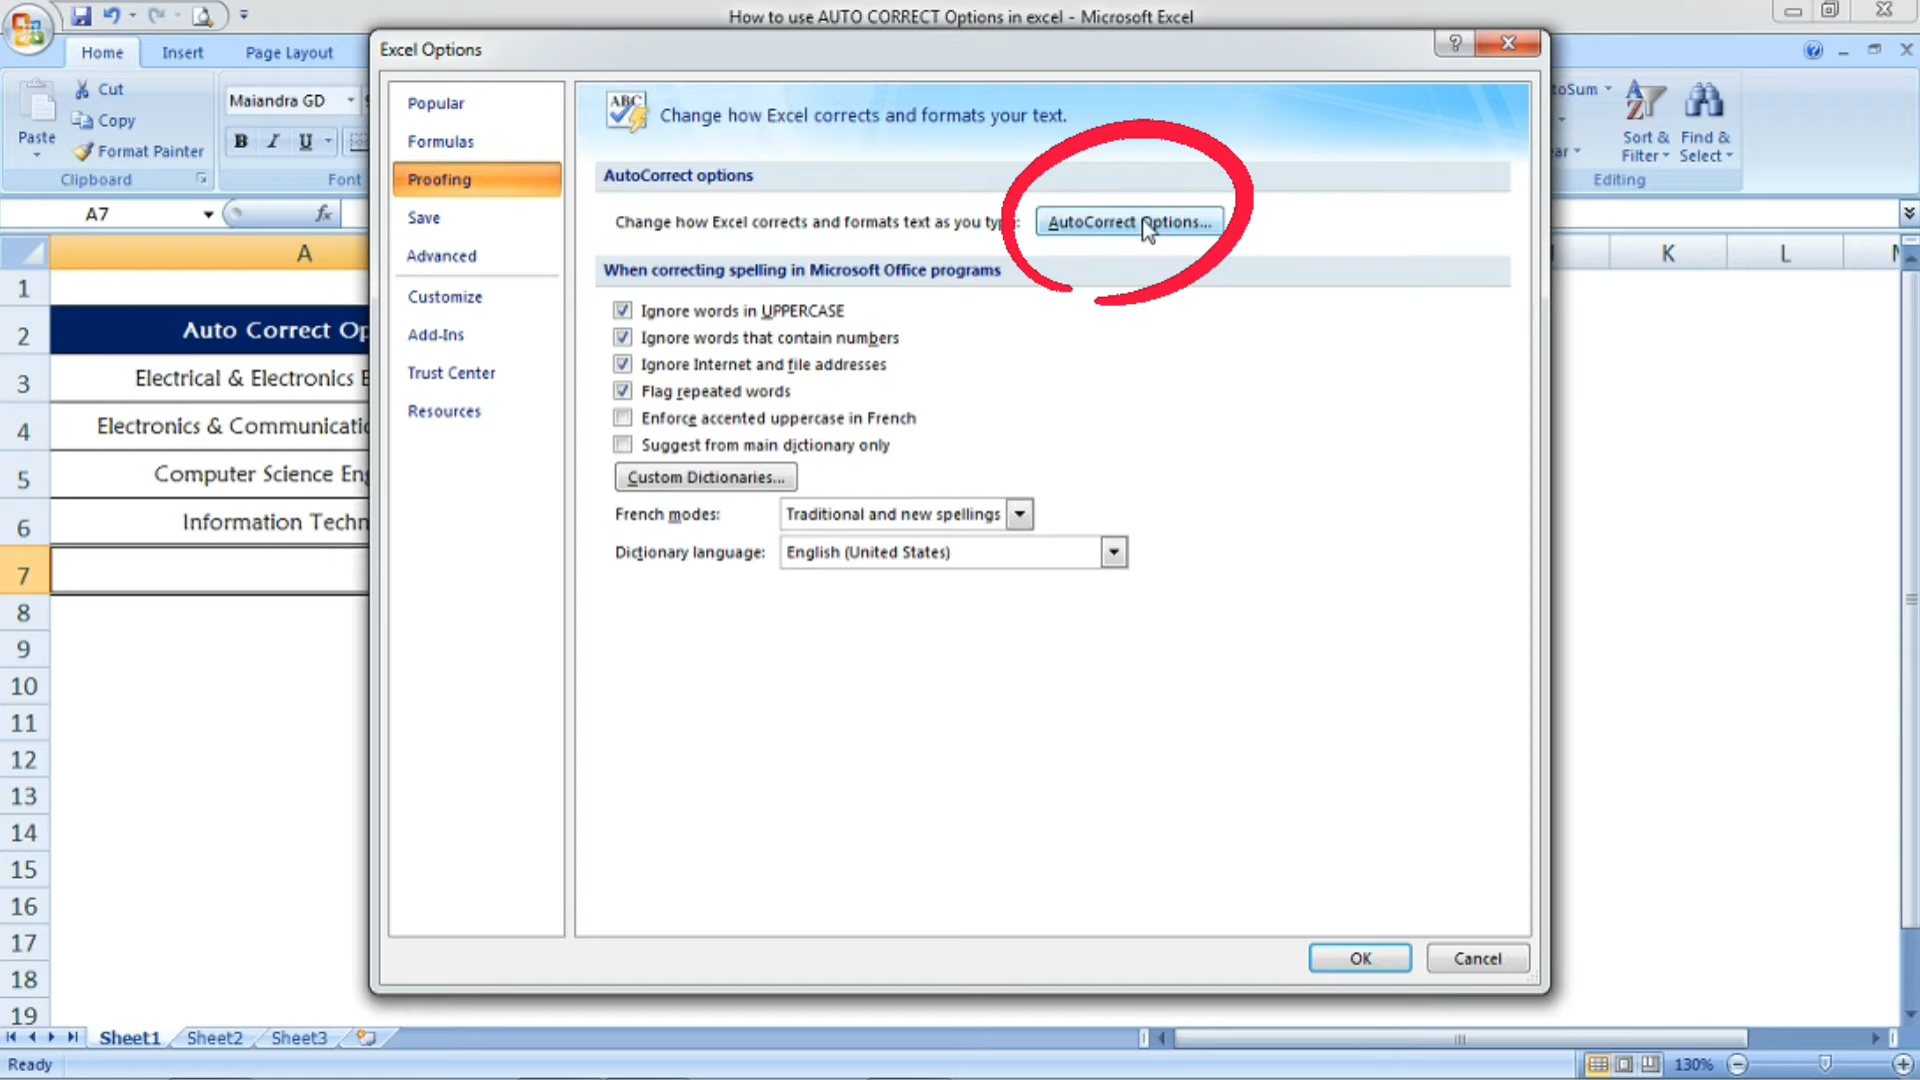 How to use AUTO CORRECT Options in excel - Microsoft Excel
Home Insert Page Layout
Cut
Copy
Format Painter
Paste
Clipboard
Maiandra GD
B I U
Font
Sort & Filter
Find & Select
Editing
A7
fx
A K L
1
2 Auto Correct Op
3 Electrical & Electronics E
4 Electronics & Communicatio
5 Computer Science Eng
6 Information Techn
7
8
9
10
11
12
13
14
15
16
17
18
19
Excel Options
Popular
Formulas
Proofing
Save
Advanced
Customize
Add-Ins
Trust Center
Resources
ABC
Change how Excel corrects and formats your text.
AutoCorrect options
Change how Excel corrects and formats text as you type: AutoCorrect Options...
When correcting spelling in Microsoft Office programs
Ignore words in UPPERCASE
Ignore words that contain numbers
Ignore Internet and file addresses
Flag repeated words
Enforce accented uppercase in French
Suggest from main dictionary only
Custom Dictionaries...
French modes: Traditional and new spellings
Dictionary language: English (United States)
OK Cancel
Sheet1 Sheet2 Sheet3
Ready 130%